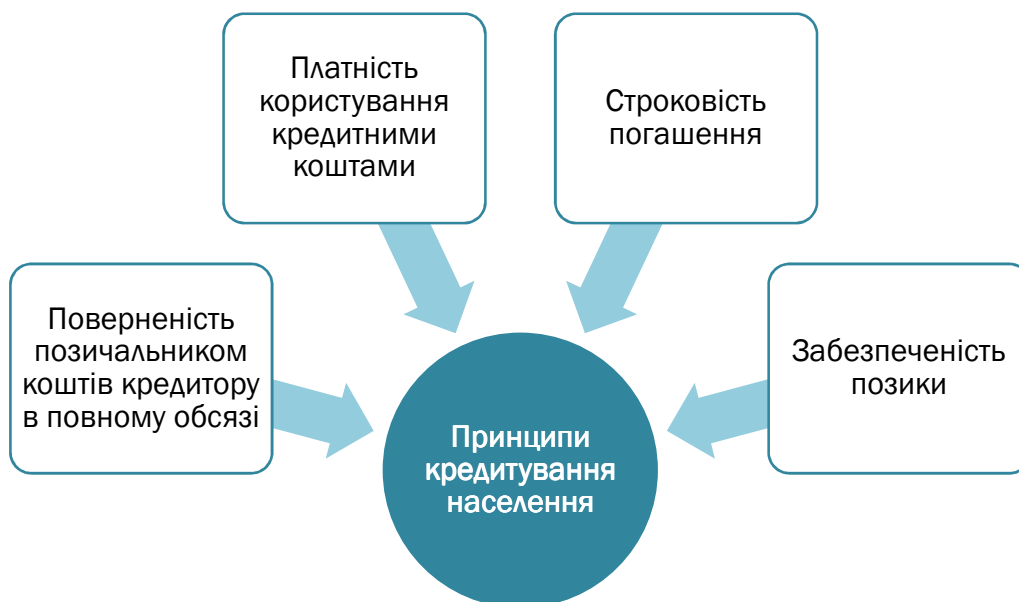 Платність
користування
кредитними
коштами
Строковість
погашення
Поверненість
позичальником
коштів кредитору
в повному обсязі
Забезпеченість
позики
Принципи
кредитування
населення